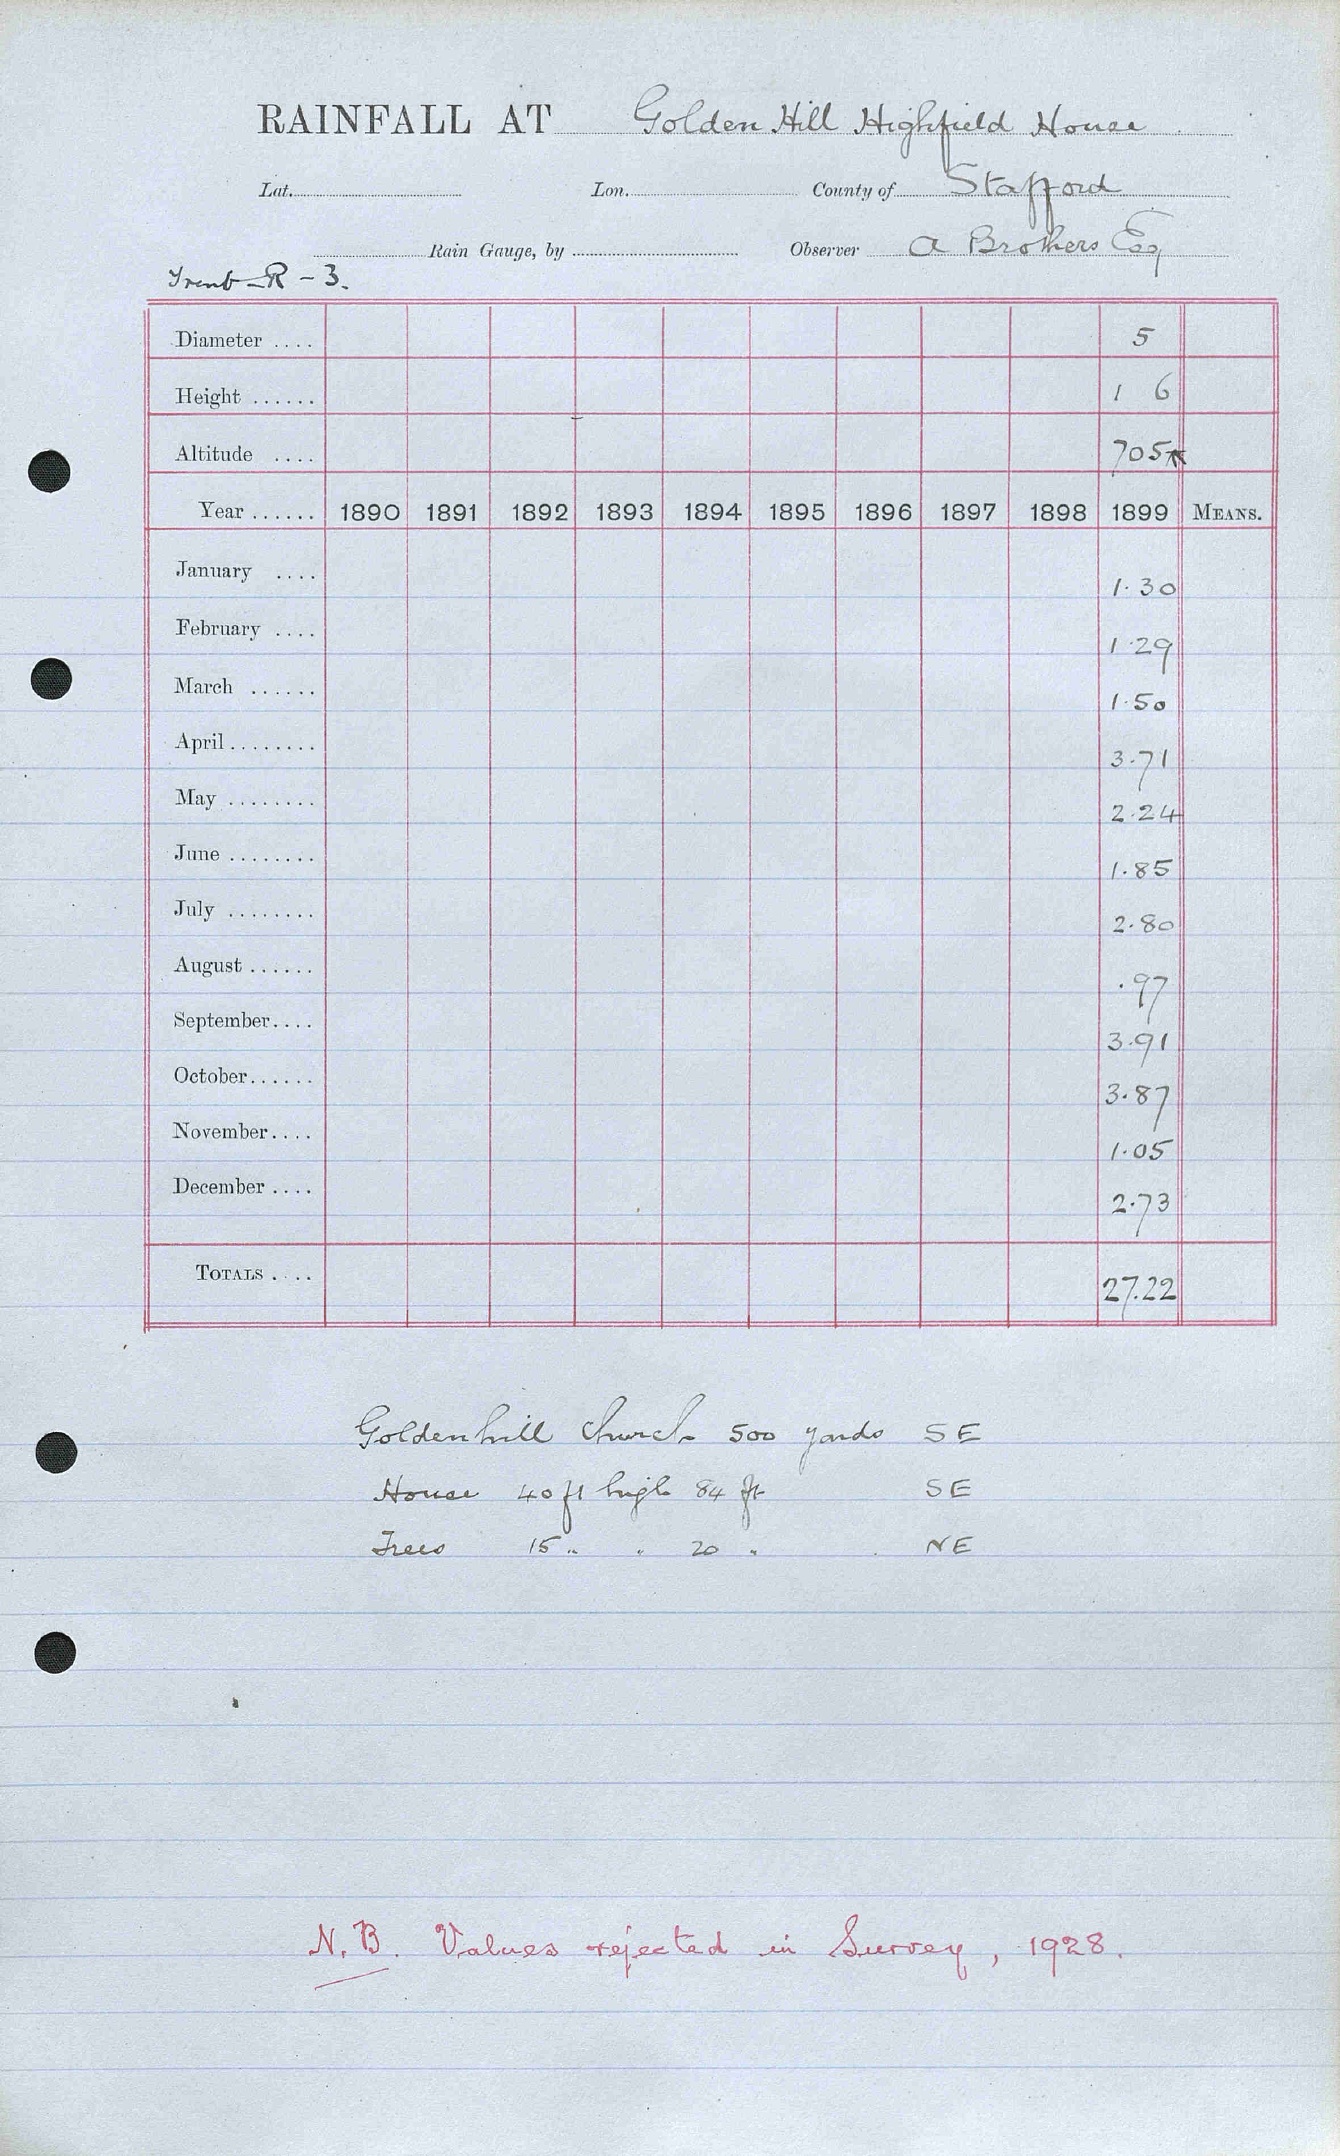 RAINFALL AT Golden Hill Highfield House
Lat. Lon. County of Stafford
Rain Gauge, by Observer A Brothers Esq
Trent R - 3.
Diameter .... 5
Height ...... 1 6
Altitude .... 705 ft
Year ...... 1890 1891 1892 1893 1894 1895 1896 1897 1898 1899 MEANS.
January .... 1.30
February .... 1.29
March ...... 1.50
April ........ 3.71
May ........ 2.24
June ........ 1.85
July ........ 2.80
August ...... .97
September .... 3.91
October ...... 3.87
November .... 1.05
December .... 2.73
TOTALS .... 27.22
Goldenhill Church 500 yards SE
House 40 ft high 84 ft SE
Trees 15 " " 20 " NE
N.B. Values rejected in Survey, 1928.